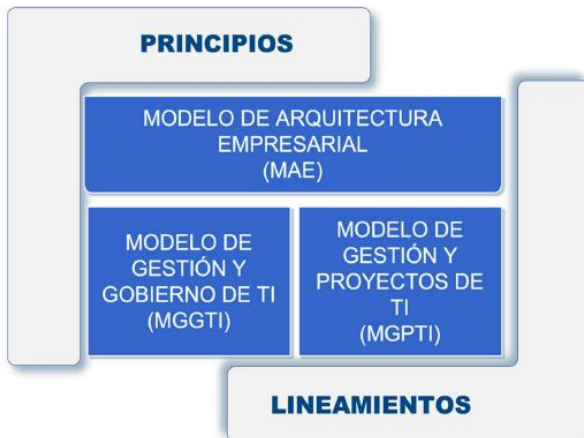 PRINCIPIOS
MODELO DE ARQUITECTURA
EMPRESARIAL
(MAE)
MODELO DE
GESTIÓN Y
GOBIERNO DE TI
(MGGTI)
MODELO DE
GESTIÓN Y
PROYECTOS DE
TI
(MGPTI)
LINEAMIENTOS